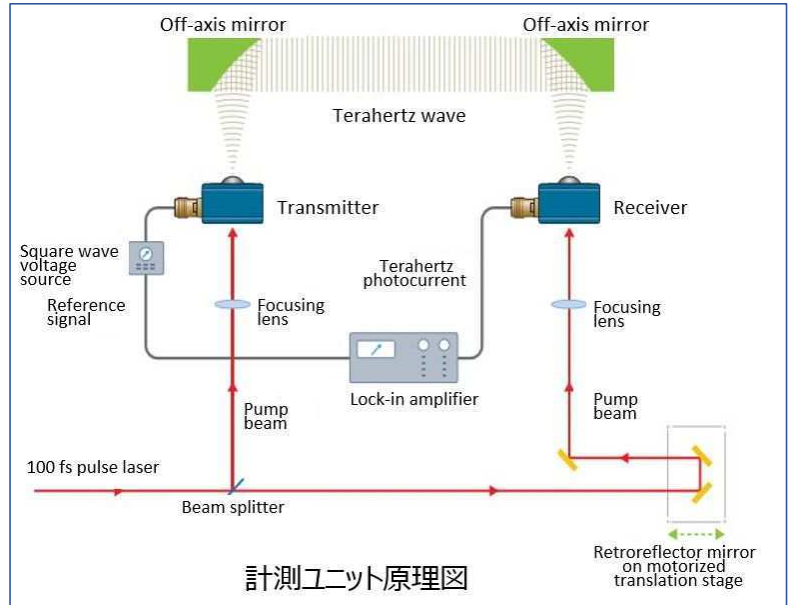 Off-axis mirror
Off-axis mirror
Terahertz wave
Transmitter
Receiver
Square wave
voltage
source
Terahertz
photocurrent
Reference
signal
Focusing
lens
Focusing
lens
Lock-in amplifier
Pump
beam
Pump
beam
100 fs pulse laser
Beam splitter
Retroreflector mirror
on motorized
translation stage
計測ユニット原理図